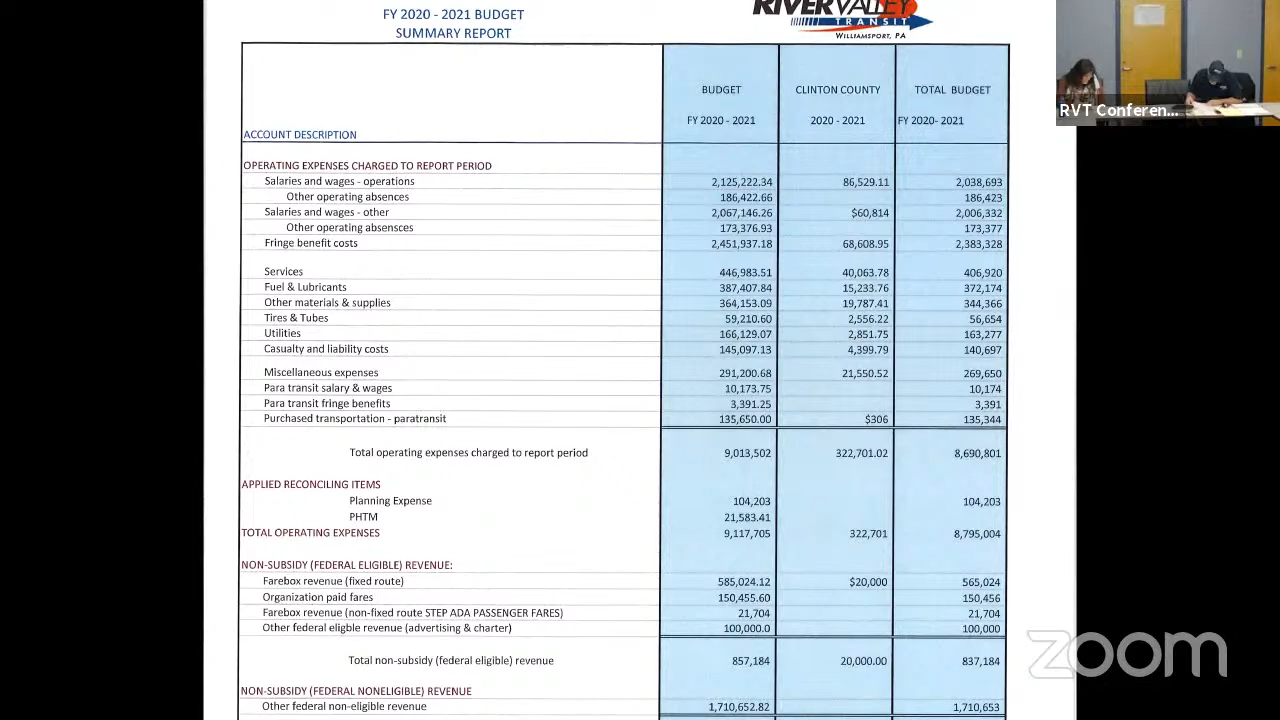 FY 2020 - 2021 BUDGET
SUMMARY REPORT
RIVER VALLEY
TRANSIT
WILLIAMSPORT, PA
RVT Conferen...
BUDGET CLINTON COUNTY TOTAL BUDGET
FY 2020 - 2021 2020 - 2021 FY 2020- 2021
ACCOUNT DESCRIPTION
OPERATING EXPENSES CHARGED TO REPORT PERIOD
Salaries and wages - operations 2,125,222.34 86,529.11 2,038,693
Other operating absences 186,422.66 186,423
Salaries and wages - other 2,067,146.26 $60,814 2,006,332
Other operating absensces 173,376.93 173,377
Fringe benefit costs 2,451,937.18 68,608.95 2,383,328
Services 446,983.51 40,063.78 406,920
Fuel & Lubricants 387,407.84 15,233.76 372,174
Other materials & supplies 364,153.09 19,787.41 344,366
Tires & Tubes 59,210.60 2,556.22 56,654
Utilities 166,129.07 2,851.75 163,277
Casualty and liability costs 145,097.13 4,399.79 140,697
Miscellaneous expenses 291,200.68 21,550.52 269,650
Para transit salary & wages 10,173.75 10,174
Para transit fringe benefits 3,391.25 3,391
Purchased transportation - paratransit 135,650.00 $306 135,344
Total operating expenses charged to report period 9,013,502 322,701.02 8,690,801
APPLIED RECONCILING ITEMS
Planning Expense 104,203 104,203
PHTM 21,583.41
TOTAL OPERATING EXPENSES 9,117,705 322,701 8,795,004
NON-SUBSIDY (FEDERAL ELIGIBLE) REVENUE:
Farebox revenue (fixed route) 585,024.12 $20,000 565,024
Organization paid fares 150,455.60 150,456
Farebox revenue (non-fixed route STEP ADA PASSENGER FARES) 21,704 21,704
Other federal eligble revenue (advertising & charter) 100,000.0 100,000
Total non-subsidy (federal eligible) revenue 857,184 20,000.00 837,184
NON-SUBSIDY (FEDERAL NONELIGIBLE) REVENUE
Other federal non-eligible revenue 1,710,652.82 1,710,653
zoom